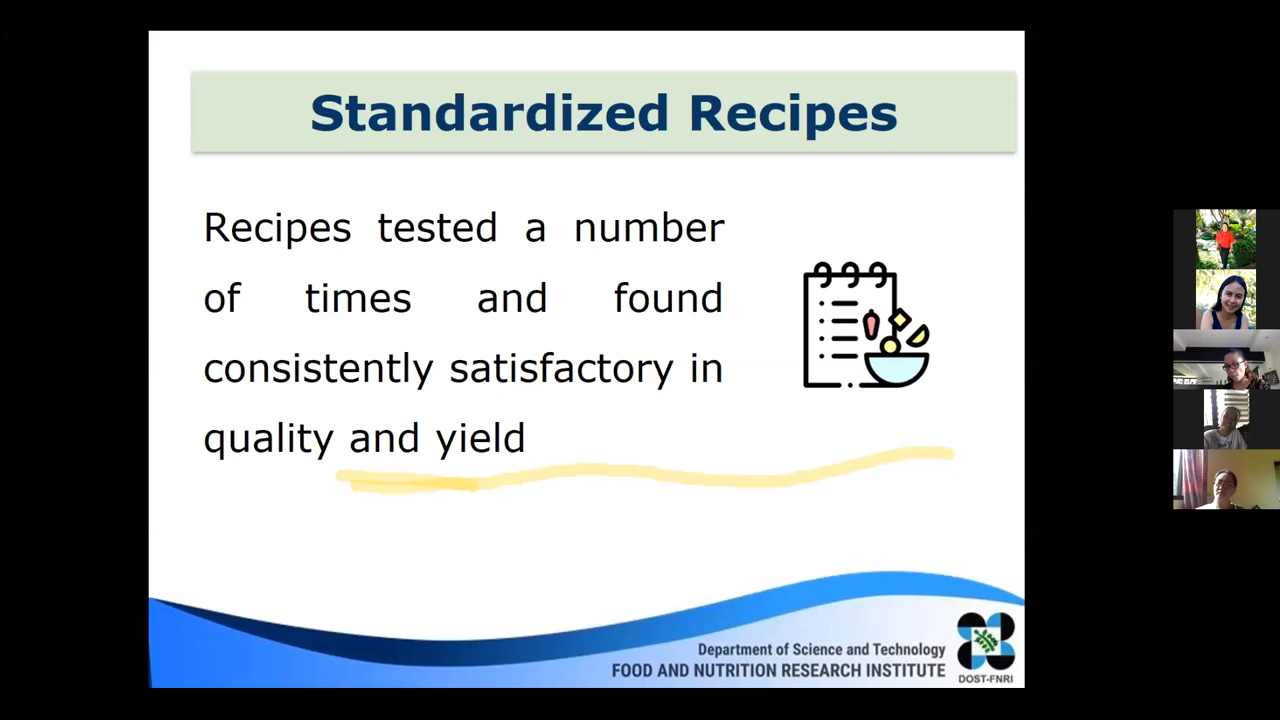 Standardized Recipes
Recipes tested a number
of times and found
consistently satisfactory in
quality and yield
Department of Science and Technology
FOOD AND NUTRITION RESEARCH INSTITUTE
DOST-FNRI